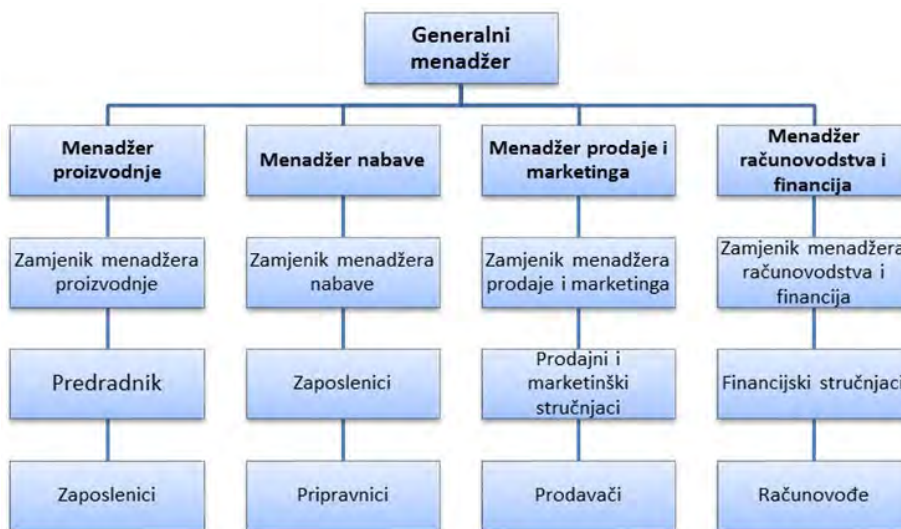 Generalni
menadžer
Menadžer
proizvodnje
Menadžer nabave
Menadžer prodaje i
marketinga
Menadžer
računovodstva i
financija
Zamjenik menadžera
proizvodnje
Zamjenik menadžera
nabave
Zamjenik menadžera
prodaje i marketinga
Zamjenik menadžera
računovodstva i
financija
Predradnik
Zaposlenici
Prodajni i
marketinški
stručnjaci
Financijski stručnjaci
Zaposlenici
Pripravnici
Prodavači
Računovođe